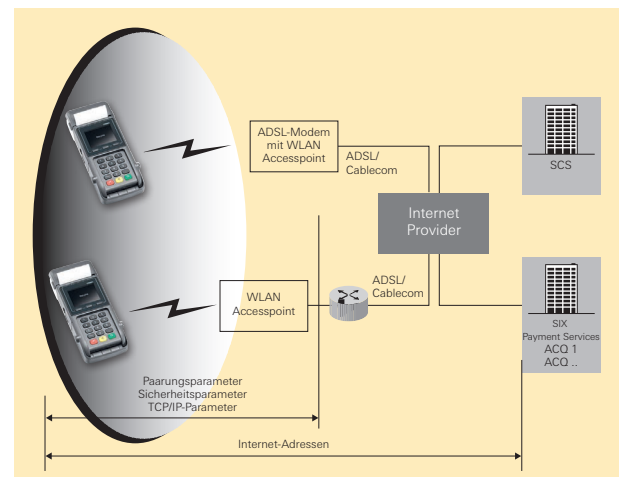 ADSL-Modem
mit WLAN
Accesspoint
ADSL/
Cablecom
SCS
Internet
Provider
WLAN
Accesspoint
ADSL/
Cablecom
SIX
Payment Services
ACQ 1
ACQ ..
Paarungsparameter
Sicherheitsparameter
TCP/IP-Parameter
Internet-Adressen